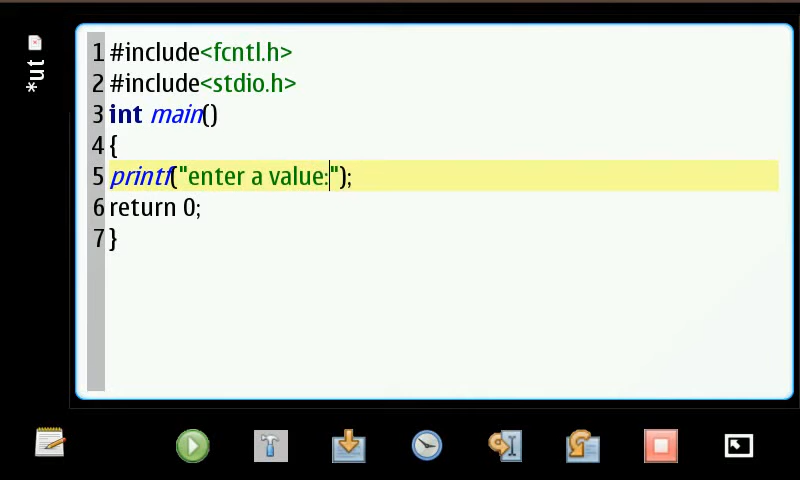 *ut
1 #include<fcntl.h>
2 #include<stdio.h>
3 int main()
4 {
5 printf("enter a value:");
6 return 0;
7 }